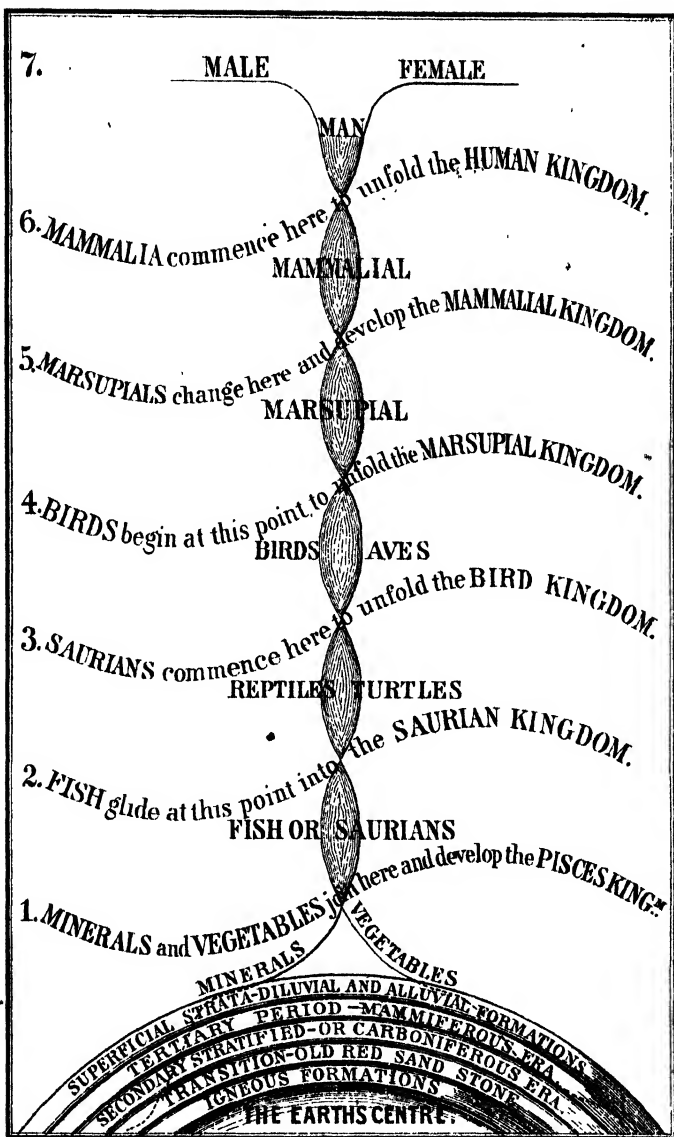 7.
MALE FEMALE
MAN
6. MAMMALIA commence here to unfold the HUMAN KINGDOM.
MAMMALIAL
5. MARSUPIALS change here and develop the MAMMALIAL KINGDOM.
MARSUPIAL
4. BIRDS begin at this point to unfold the MARSUPIAL KINGDOM.
BIRDS AVES
3. SAURIANS commence here to unfold the BIRD KINGDOM.
REPTILES TURTLES
2. FISH glide at this point into the SAURIAN KINGDOM.
FISH OR SAURIANS
1. MINERALS and VEGETABLES join here and develop the PISCES KING:"
MINERALS
VEGETABLES
SUPERFICIAL STRATA-DILUVIAL AND ALLUVIAL FORMATIONS
TERTIARY PERIOD-MAMMIFEROUS ERA
SECONDARY STRATIFIED-OR CARBONIFEROUS ERA
TRANSITION-OLD RED SAND STONE
IGNEOUS FORMATIONS
THE EARTHS CENTRE.